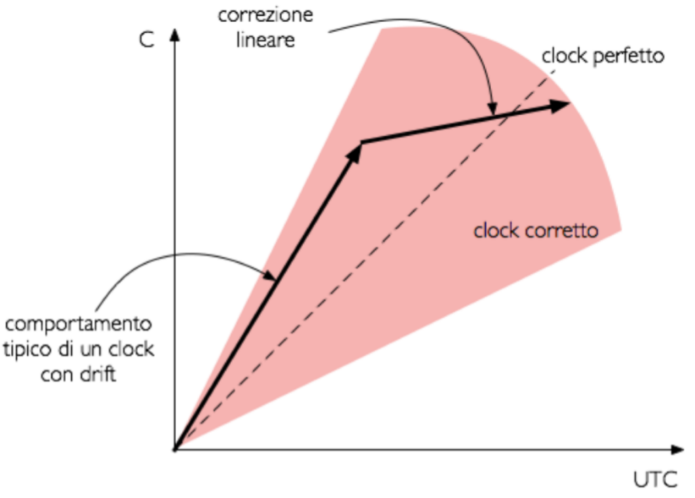 correzione
lineare
C
clock perfetto
clock corretto
comportamento
tipico di un clock
con drift
UTC